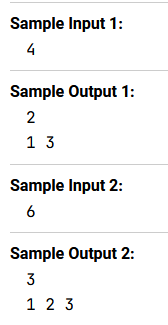 Sample Input 1:
4
Sample Output 1:
2
1 3
Sample Input 2:
6
Sample Output 2:
3
1 2 3